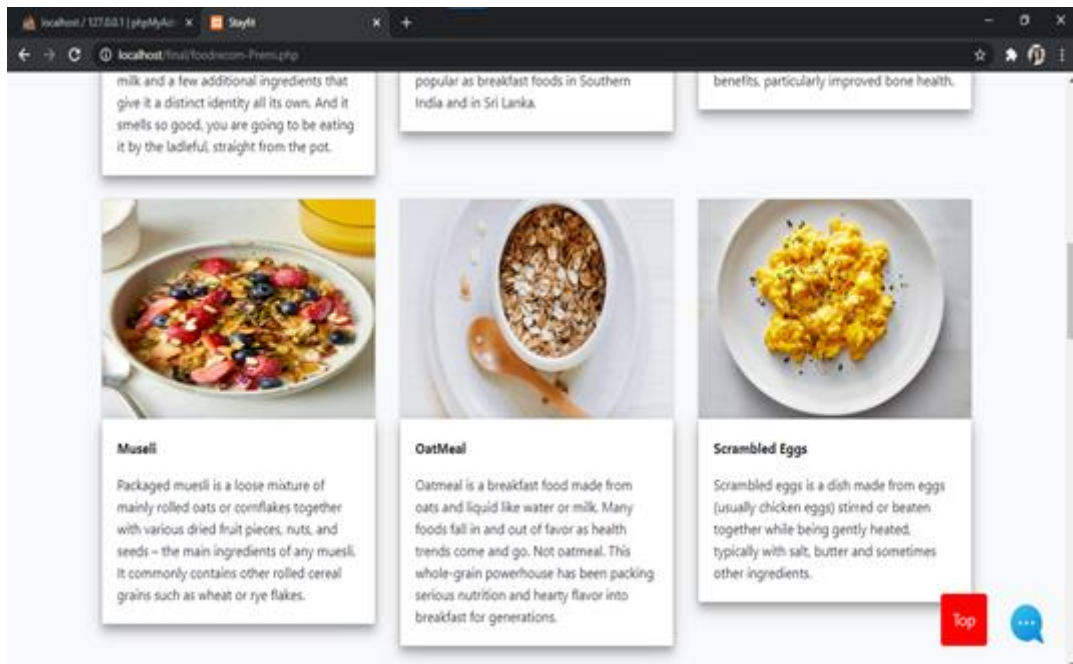 localhost / 127.0.0.1 | phpMyAd
Stayfit
localhost/final/foodrecom-Premi.php
milk and a few additional ingredients that
give it a distinct identity all its own. And it
smells so good, you are going to be eating
it by the ladleful, straight from the pot.
popular as breakfast foods in Southern
India and in Sri Lanka.
benefits, particularly improved bone health.
Museli
Packaged muesli is a loose mixture of
mainly rolled oats or cornflakes together
with various dried fruit pieces, nuts, and
seeds – the main ingredients of any muesli.
It commonly contains other rolled cereal
grains such as wheat or rye flakes.
OatMeal
Oatmeal is a breakfast food made from
oats and liquid like water or milk. Many
foods fall in and out of favor as health
trends come and go. Not oatmeal. This
whole-grain powerhouse has been packing
serious nutrition and hearty flavor into
breakfast for generations.
Scrambled Eggs
Scrambled eggs is a dish made from eggs
(usually chicken eggs) stirred or beaten
together while being gently heated,
typically with salt, butter and sometimes
other ingredients.
Top